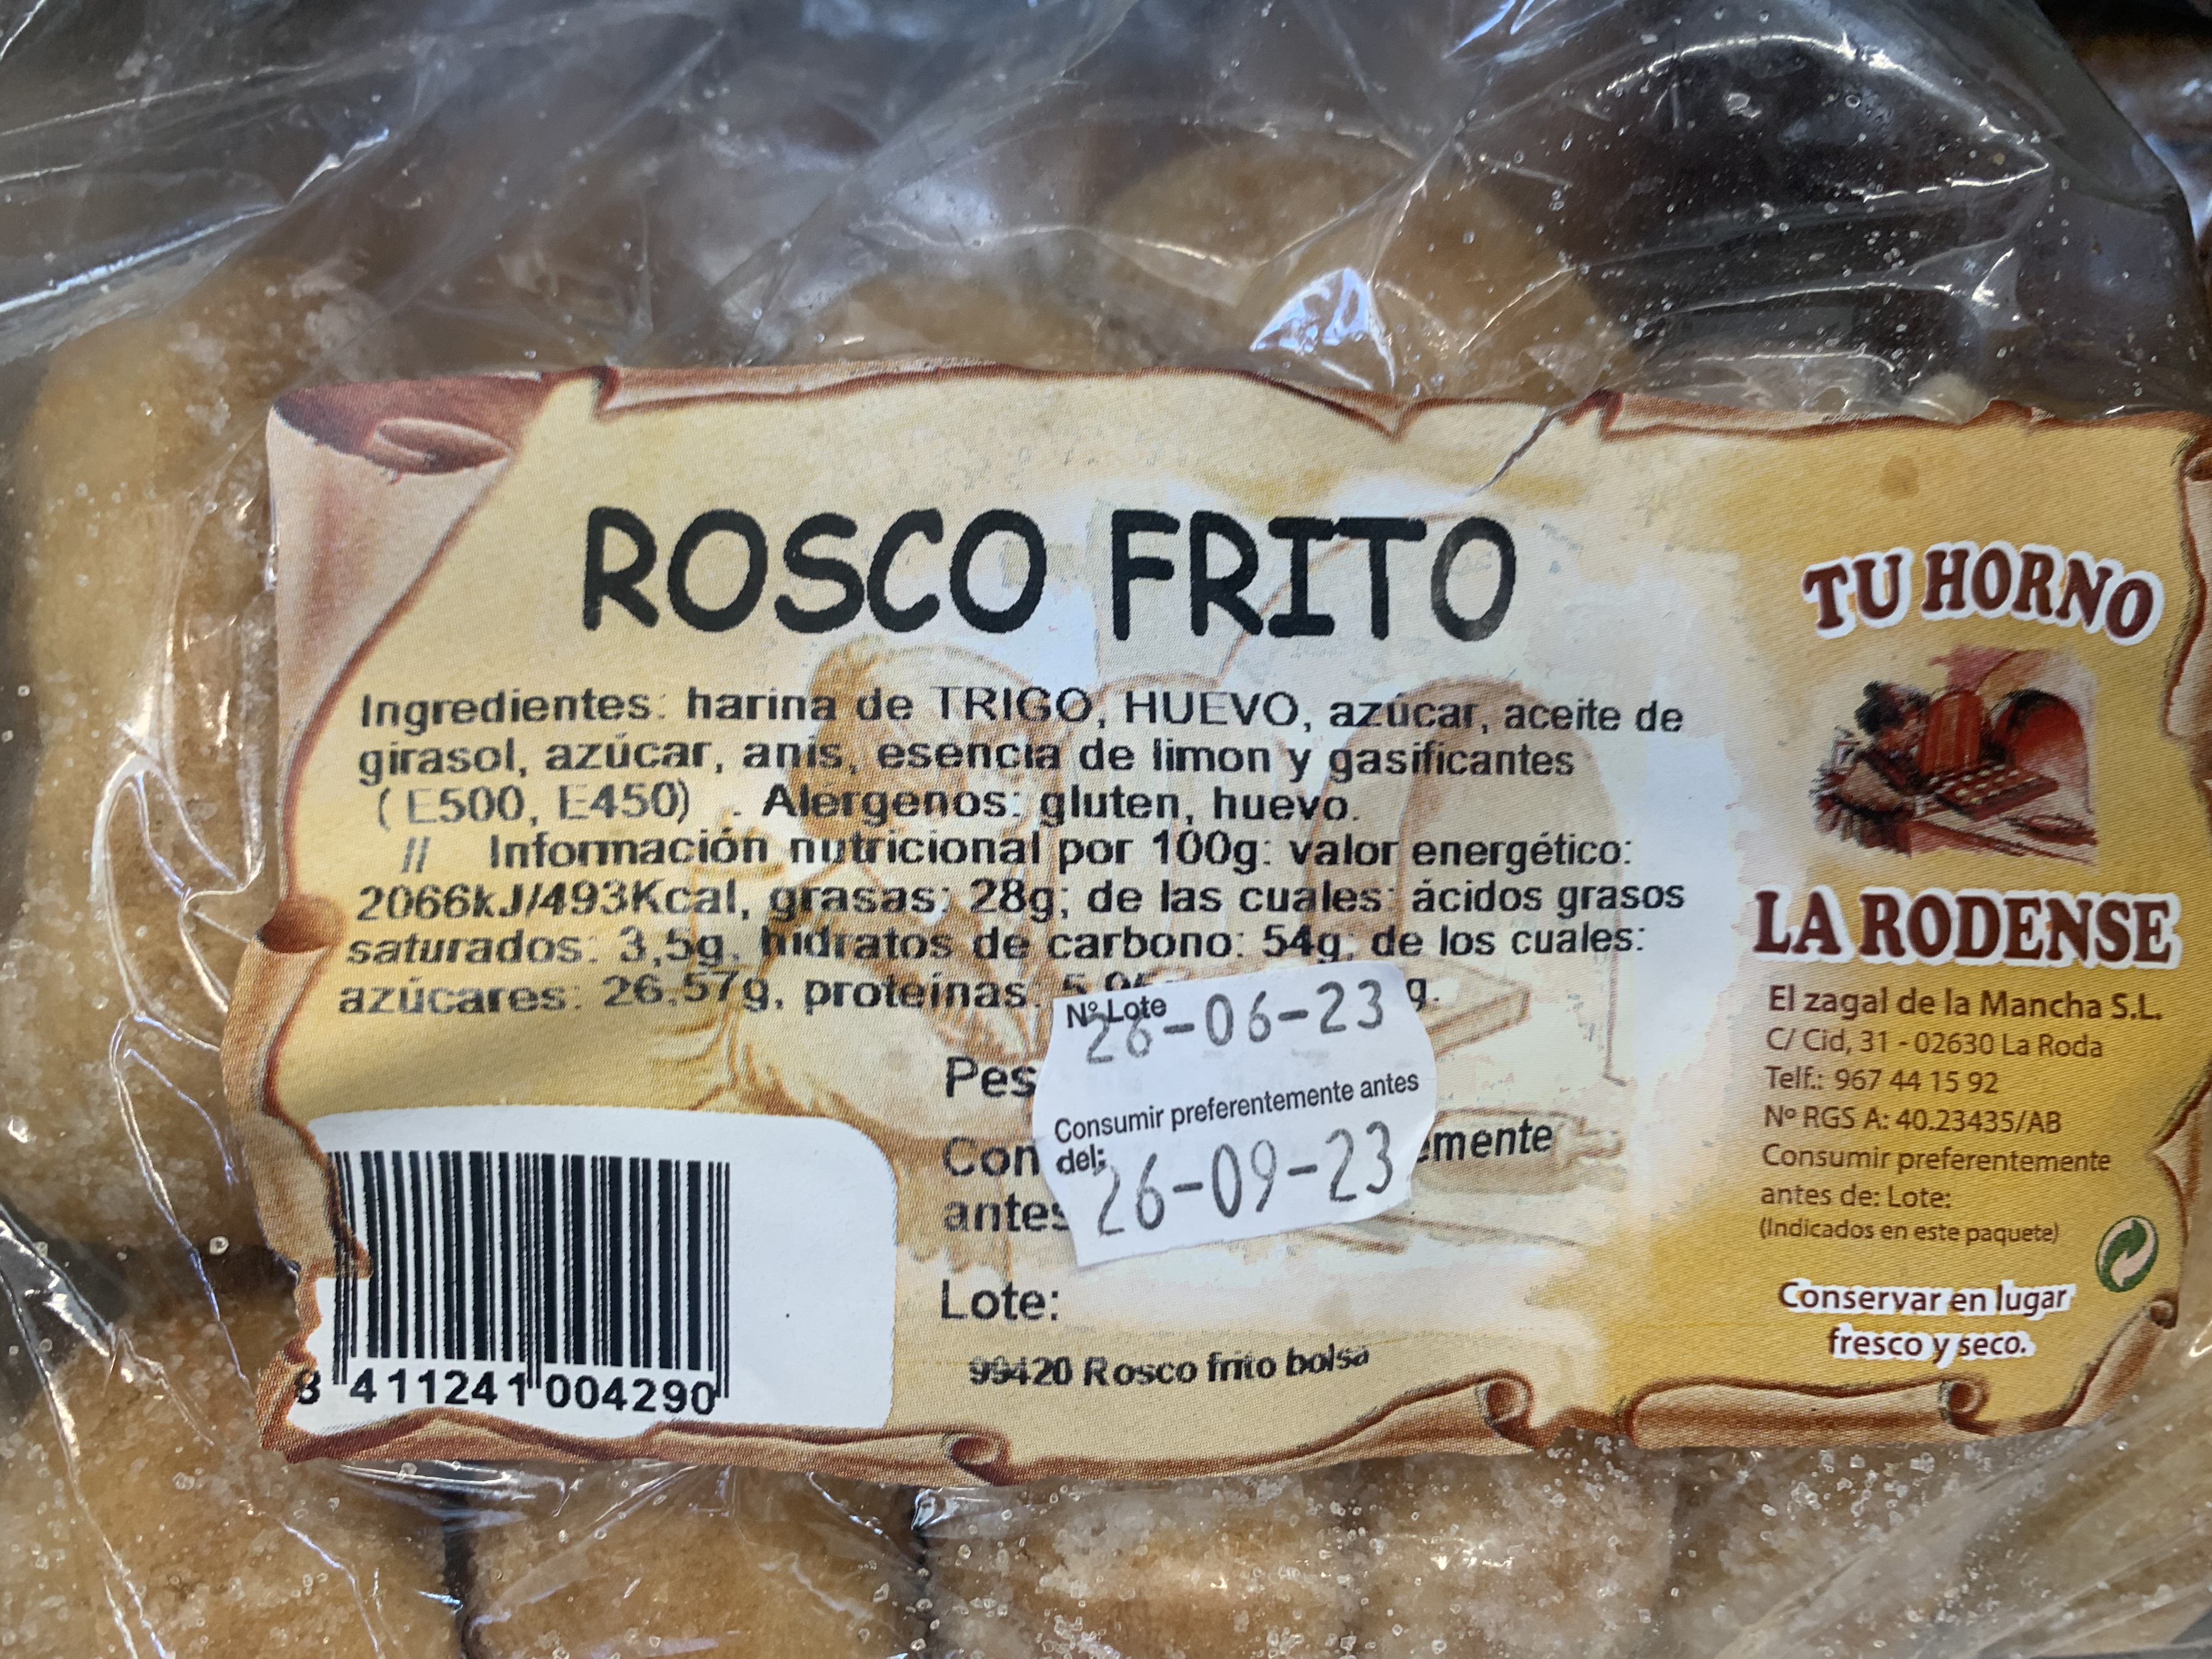 ROSCO FRITO
Ingredientes: harina de TRIGO, HUEVO, azúcar, aceite de
girasol, azúcar, anís, esencia de limon y gasificantes
( E500, E450) . Alérgenos: gluten, huevo.
// Información nutricional por 100g: valor energético:
2066kJ/493Kcal, grasas: 28g; de las cuales: ácidos grasos
saturados: 3,5g, hidratos de carbono: 54g; de los cuales:
azúcares: 26.57g, proteínas: g.
Nº Lote
26-06-23
Consumir preferentemente antes
del:
26-09-23
Lote:
99420 Rosco frito bolsa
8 411241 004290
TU HORNO
LA RODENSE
El zagal de la Mancha S.L.
C/ Cid, 31 - 02630 La Roda
Telf.: 967 44 15 92
Nº RGS A: 40.23435/AB
Consumir preferentemente
antes de: Lote:
(Indicados en este paquete)
Conservar en lugar
fresco y seco.